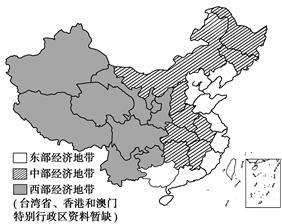 东部经济地带
中部经济地带
西部经济地带
(台湾省、香港和澳门
特别行政区资料暂缺)